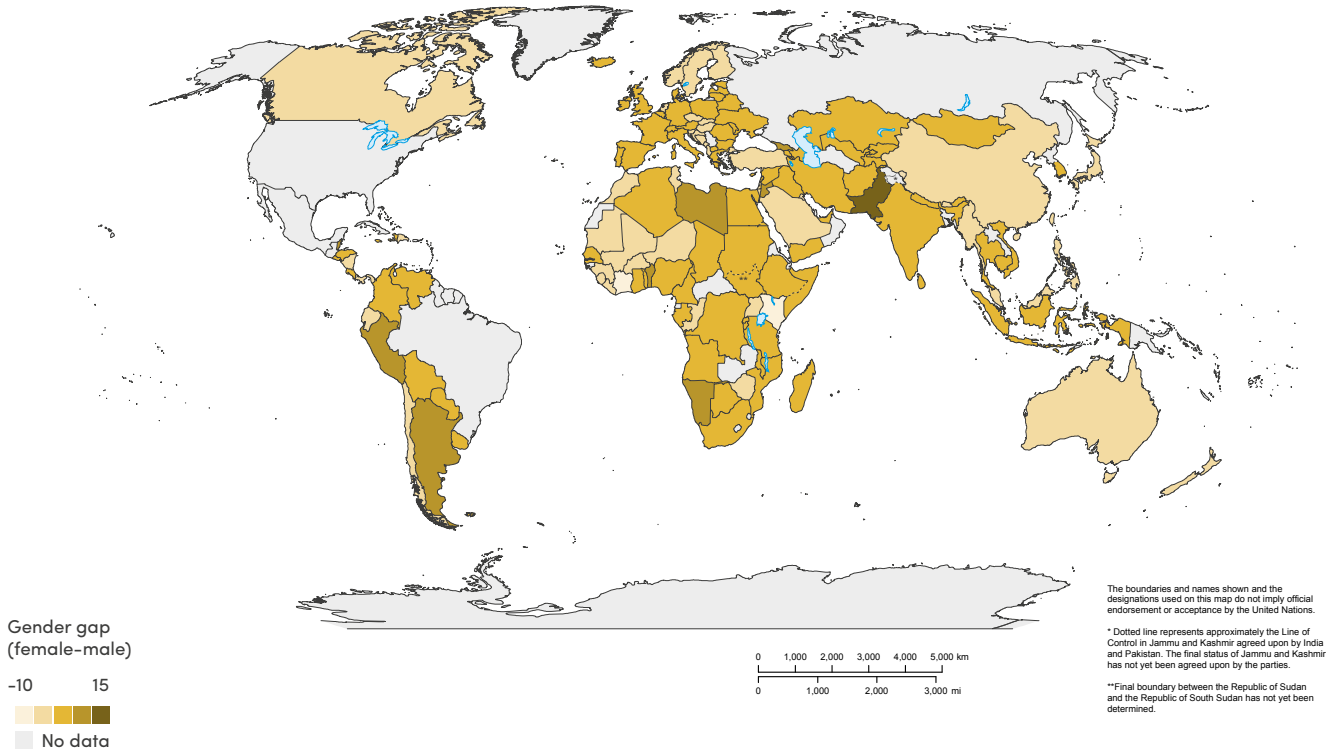 Gender gap
(female-male)
-10 15
No data
0 1,000 2,000 3,000 4,000 5,000 km
0 1,000 2,000 3,000 mi
The boundaries and names shown and the
designations used on this map do not imply official
endorsement or acceptance by the United Nations.
* Dotted line represents approximately the Line of
Control in Jammu and Kashmir agreed upon by India
and Pakistan. The final status of Jammu and Kashmir
has not yet been agreed upon by the parties.
**Final boundary between the Republic of Sudan
and the Republic of South Sudan has not yet been
determined.